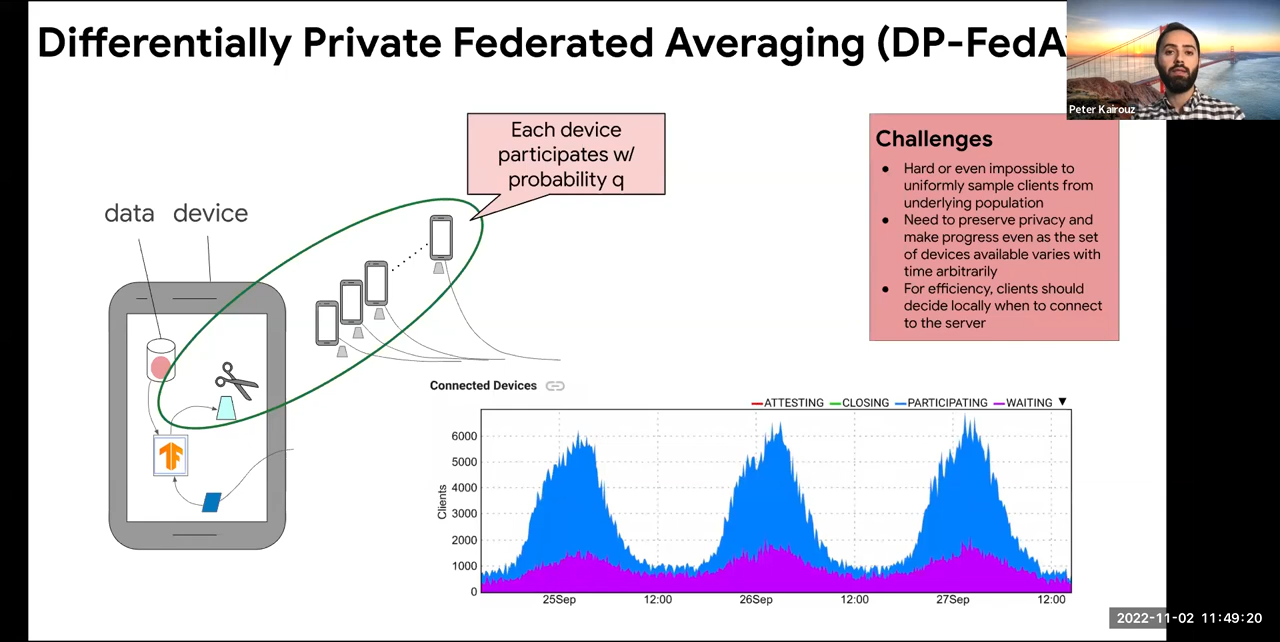 Differentially Private Federated Averaging (DP-FedA
Peter Kairouz
Each device
participates w/
probability q
Challenges
● Hard or even impossible to
uniformly sample clients from
underlying population
● Need to preserve privacy and
make progress even as the set
of devices available varies with
time arbitrarily
● For efficiency, clients should
decide locally when to connect
to the server
data device
Connected Devices
ATTESTING CLOSING PARTICIPATING WAITING ▼
Clients
6000
5000
4000
3000
2000
1000
0
25Sep 12:00 26Sep 12:00 27Sep 12:00
2022-11-02 11:49:20